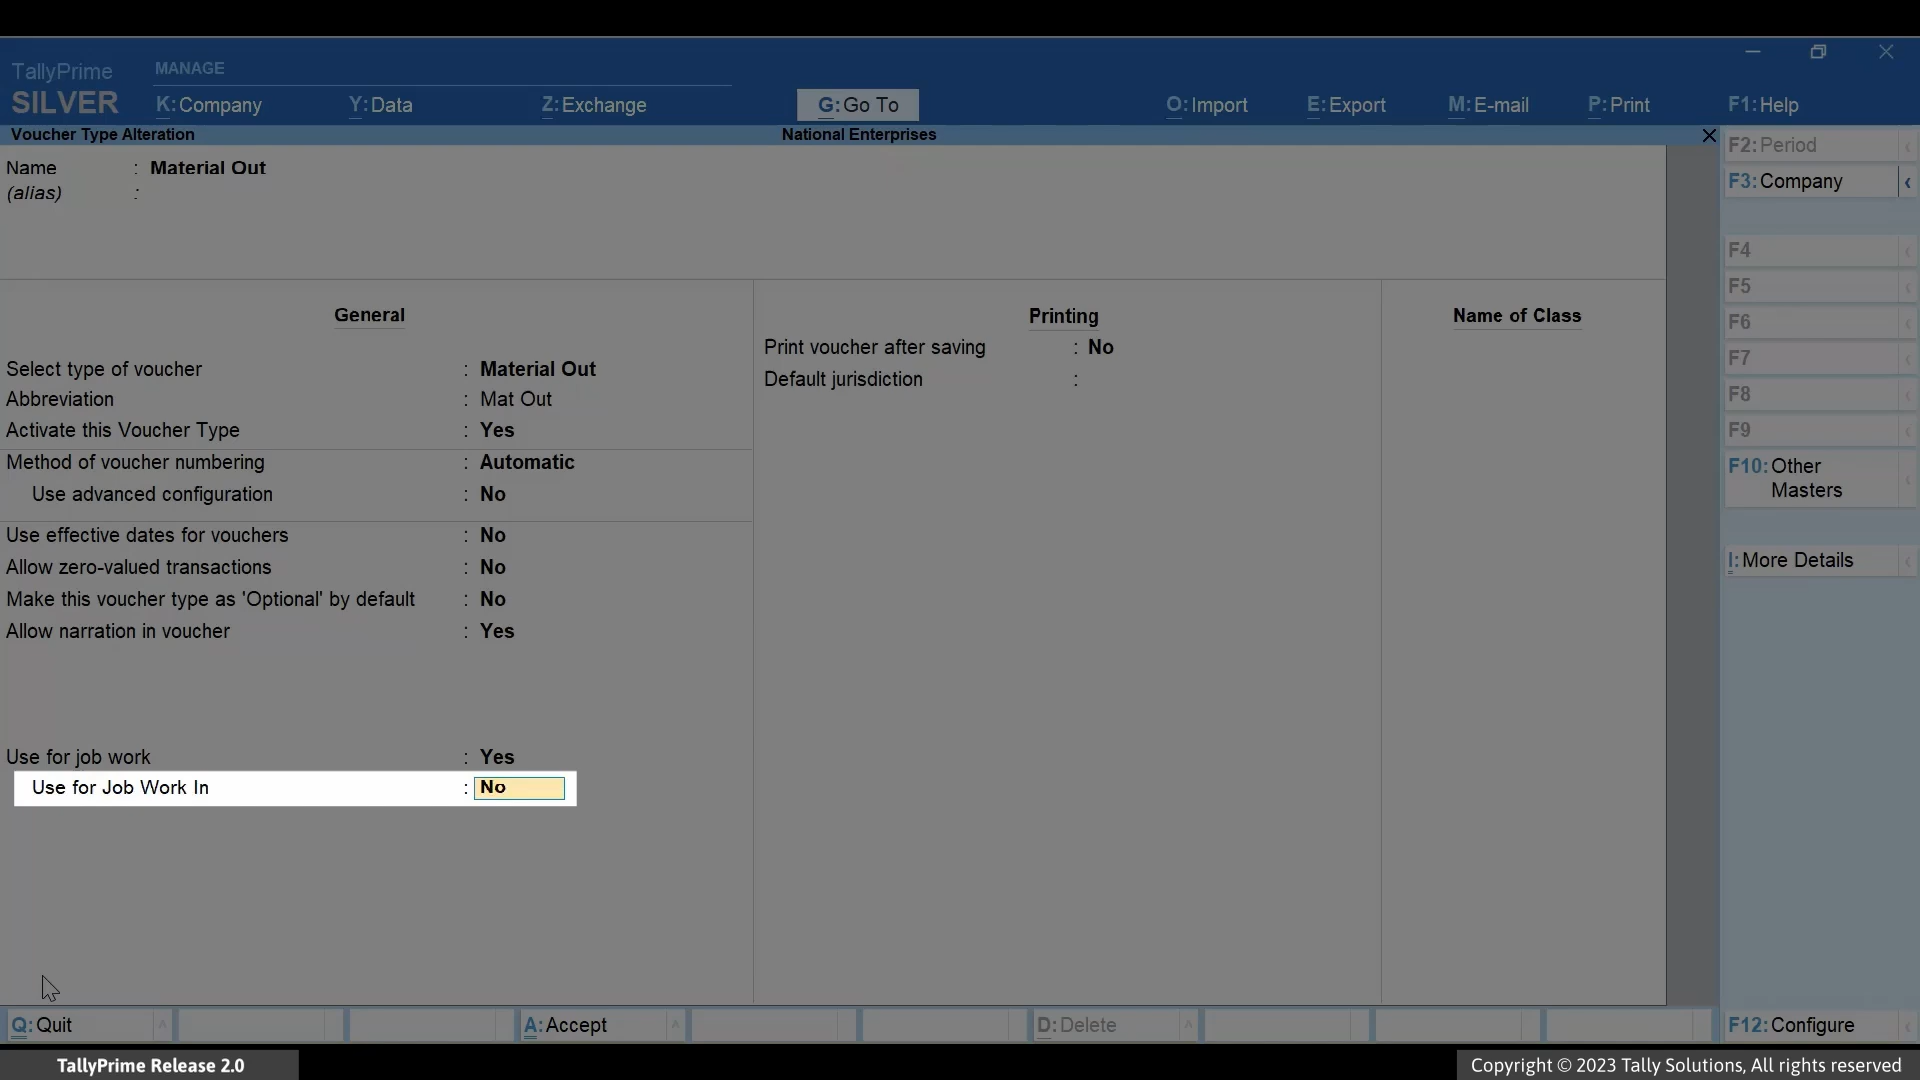 TallyPrime
SILVER
MANAGE
K:Company Y:Data Z:Exchange G:Go To O:Import E:Export M:E-mail P:Print F1:Help
Voucher Type Alteration National Enterprises
Name : Material Out
(alias) :
General
Select type of voucher : Material Out
Abbreviation : Mat Out
Activate this Voucher Type : Yes
Method of voucher numbering : Automatic
Use advanced configuration : No
Use effective dates for vouchers : No
Allow zero-valued transactions : No
Make this voucher type as 'Optional' by default : No
Allow narration in voucher : Yes
Use for job work : Yes
Use for Job Work In : No
Printing
Print voucher after saving : No
Default jurisdiction :
Name of Class
F2:Period
F3:Company
F4
F5
F6
F7
F8
F9
F10:Other
Masters
I:More Details
Q:Quit A:Accept D:Delete F12:Configure
TallyPrime Release 2.0
Copyright © 2023 Tally Solutions, All rights reserved